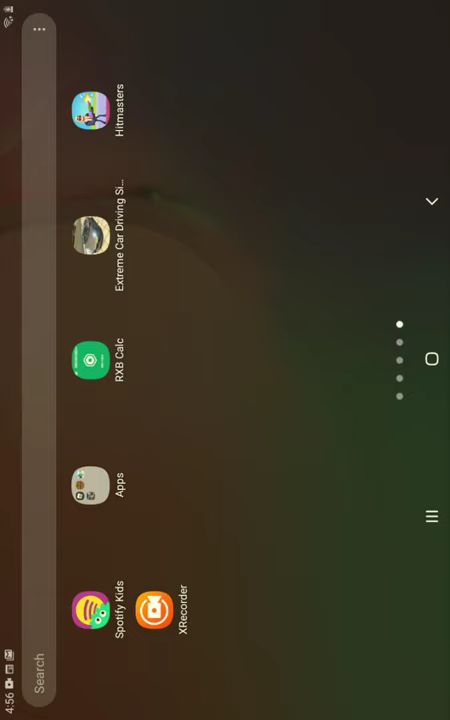 4:56
Search
Spotify Kids
Apps
RXB Calc
Extreme Car Driving Si...
Hitmasters
XRecorder